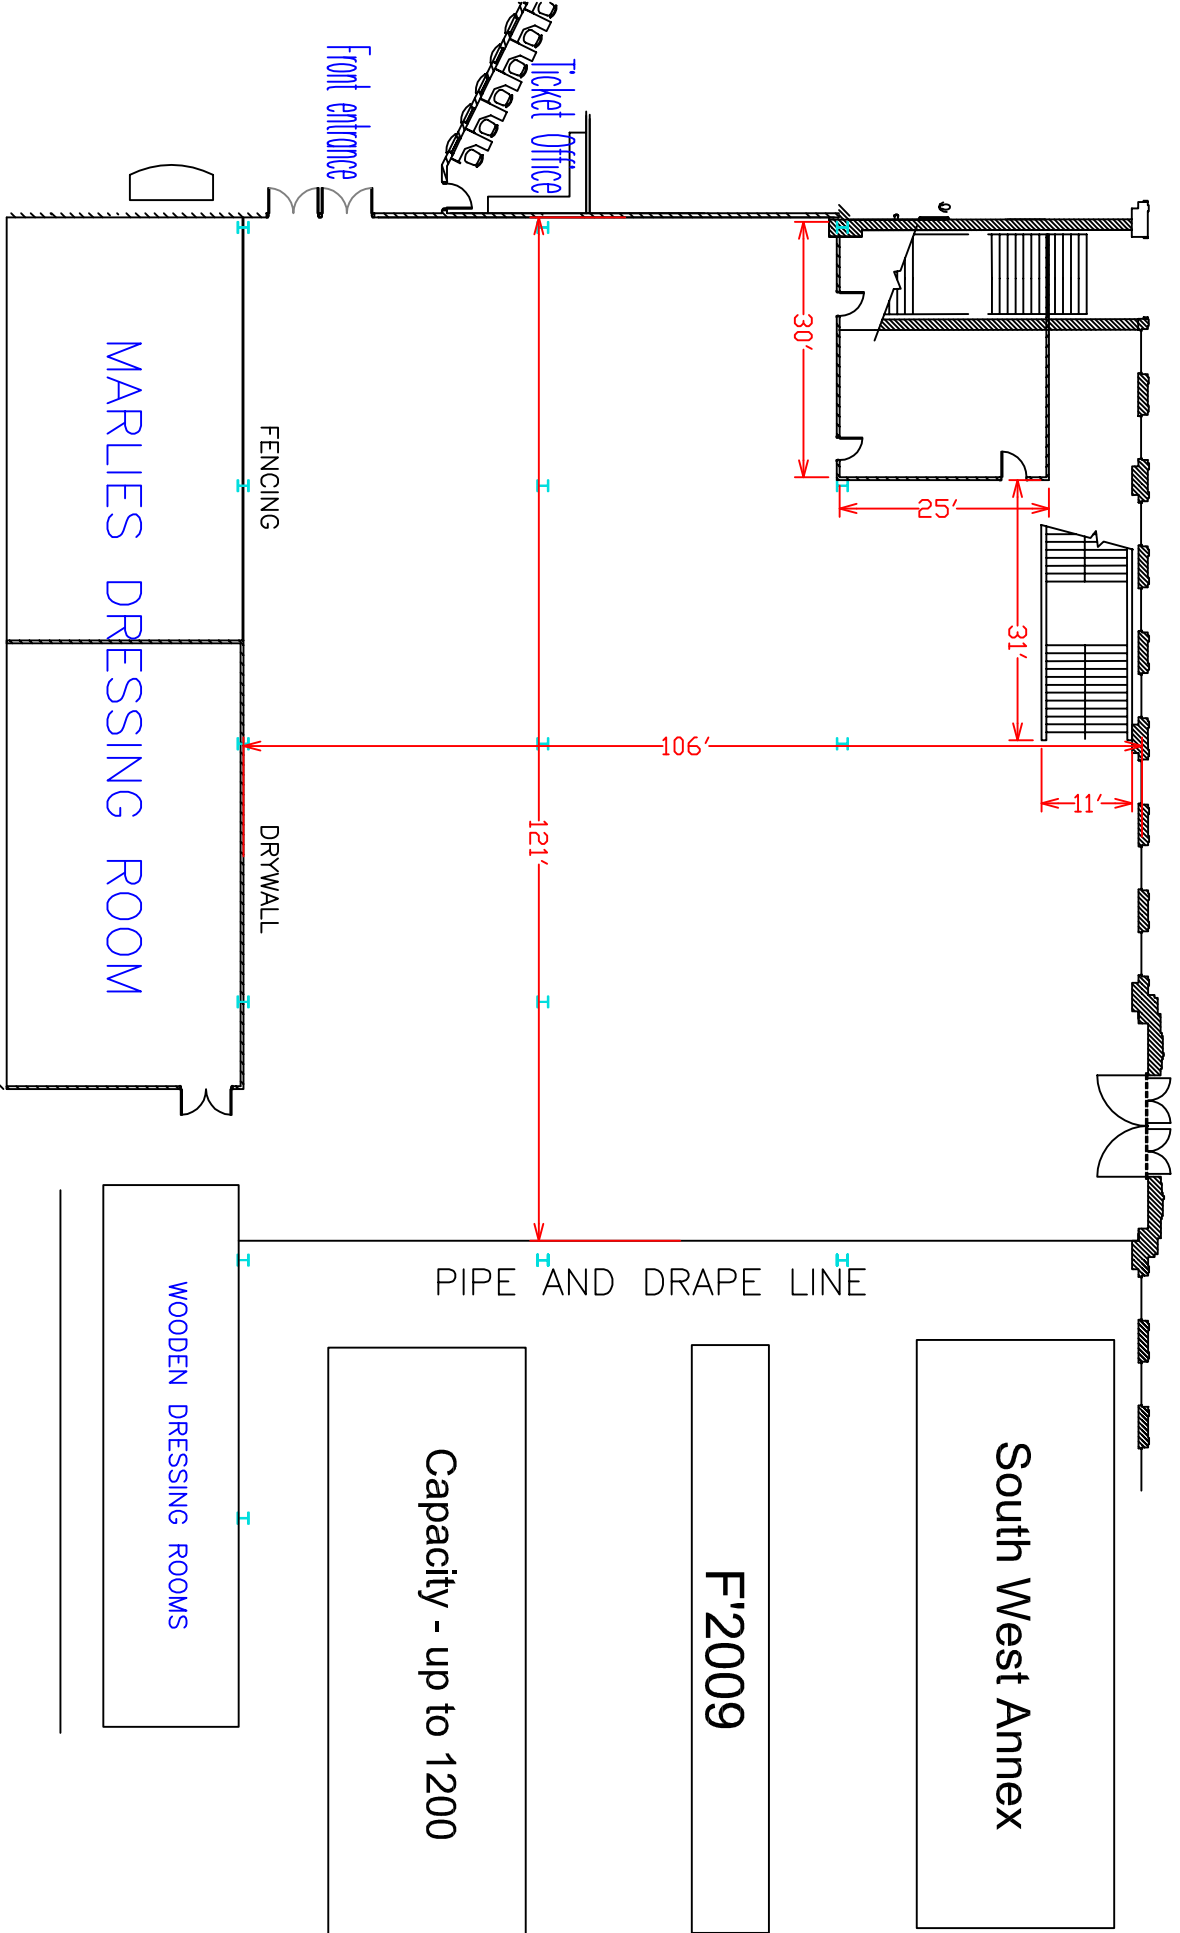 Ticket Office
Front entrance
30'
25'
31'
11'
106'
121'
FENCING
DRYWALL
MARLIES DRESSING ROOM
PIPE AND DRAPE LINE
South West Annex
F'2009
Capacity - up to 1200
WOODEN DRESSING ROOMS